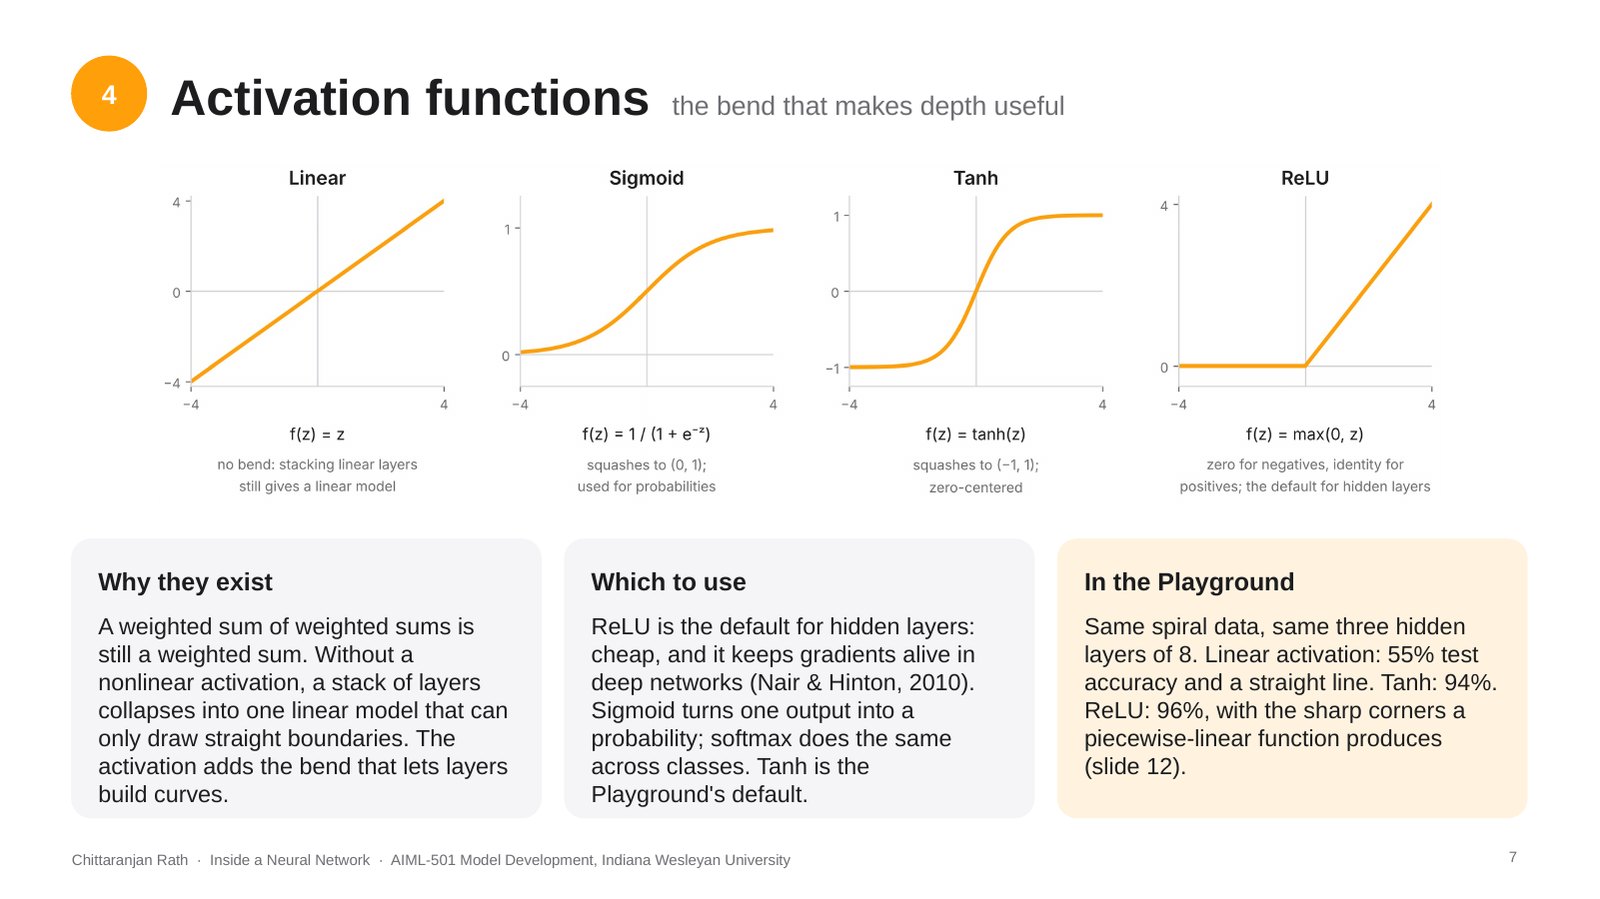 4
Activation functions the bend that makes depth useful
Linear
4
0
−4
−4 4
f(z) = z
no bend: stacking linear layers
still gives a linear model
Sigmoid
1
0
−4 4
f(z) = 1 / (1 + e⁻ᶻ)
squashes to (0, 1);
used for probabilities
Tanh
1
0
−1
−4 4
f(z) = tanh(z)
squashes to (−1, 1);
zero-centered
ReLU
4
0
−4 4
f(z) = max(0, z)
zero for negatives, identity for
positives; the default for hidden layers
Why they exist
A weighted sum of weighted sums is
still a weighted sum. Without a
nonlinear activation, a stack of layers
collapses into one linear model that can
only draw straight boundaries. The
activation adds the bend that lets layers
build curves.
Which to use
ReLU is the default for hidden layers:
cheap, and it keeps gradients alive in
deep networks (Nair & Hinton, 2010).
Sigmoid turns one output into a
probability; softmax does the same
across classes. Tanh is the
Playground's default.
In the Playground
Same spiral data, same three hidden
layers of 8. Linear activation: 55% test
accuracy and a straight line. Tanh: 94%.
ReLU: 96%, with the sharp corners a
piecewise-linear function produces
(slide 12).
Chittaranjan Rath · Inside a Neural Network · AIML-501 Model Development, Indiana Wesleyan University
7